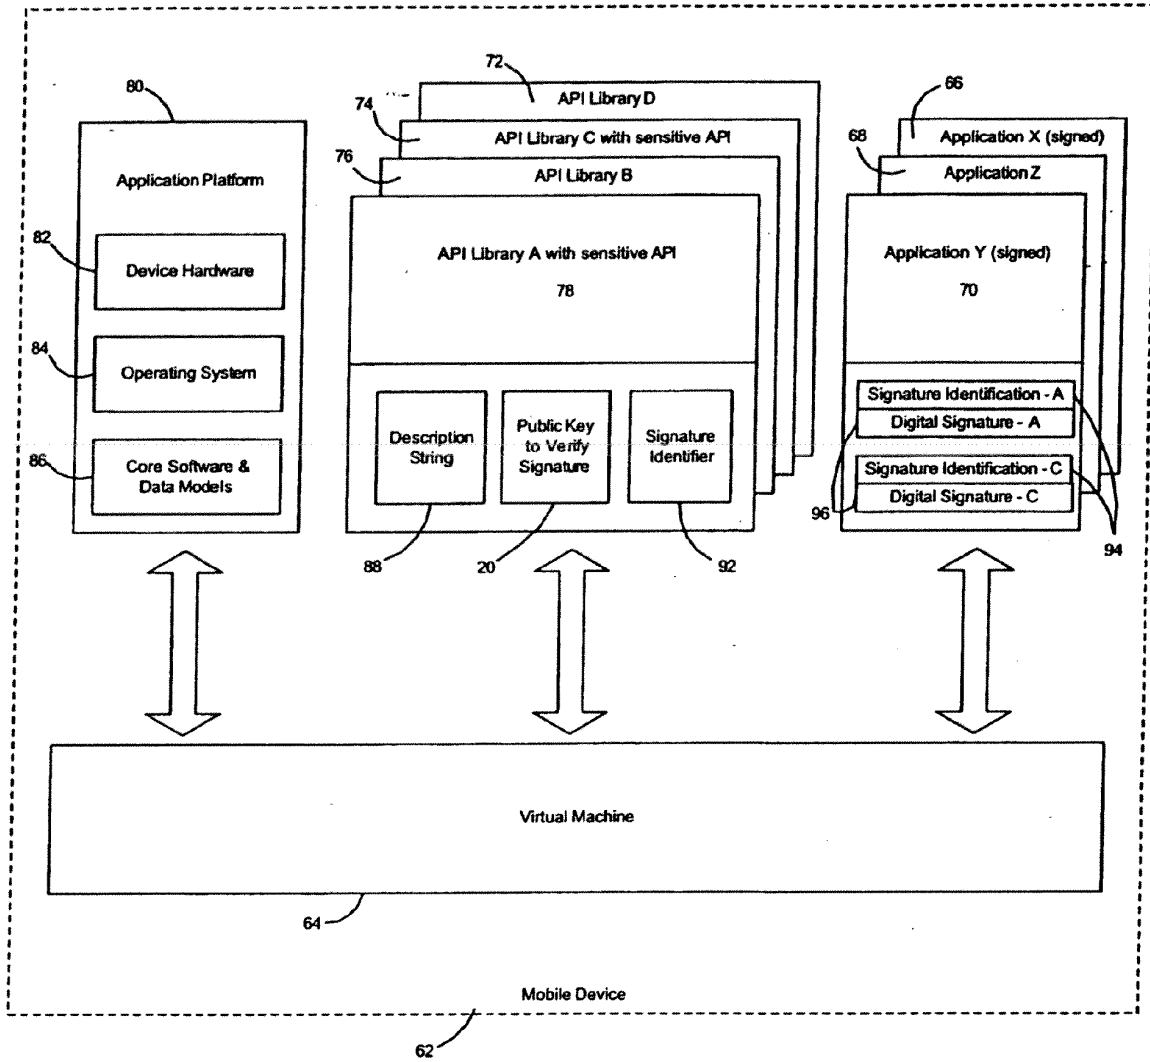 80
Application Platform
82
Device Hardware
84
Operating System
86
Core Software &
Data Models
72
API Library D
74
API Library C with sensitive API
76
API Library B
API Library A with sensitive API
78
Description
String
Public Key
to Verify
Signature
Signature
Identifier
88
20
92
66
Application X (signed)
68
Application Z
Application Y (signed)
70
Signature Identification - A
Digital Signature - A
Signature Identification - C
Digital Signature - C
96
94
Virtual Machine
64
Mobile Device
62